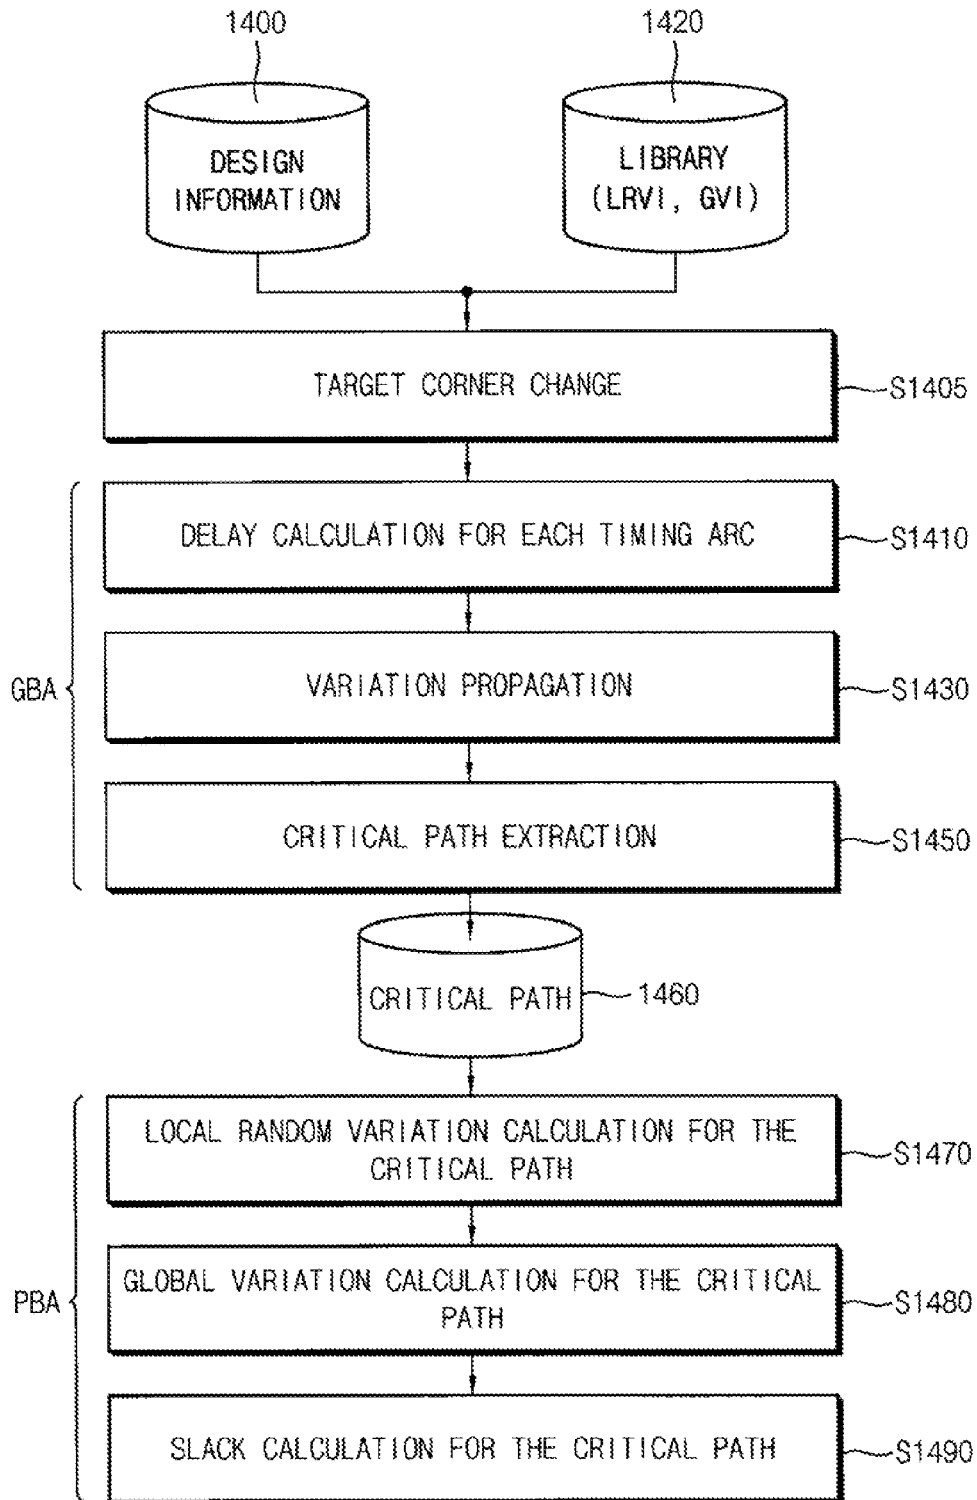 1400
1420
DESIGN
INFORMATION
LIBRARY
(LRVI, GVI)
TARGET CORNER CHANGE
S1405
GBA
DELAY CALCULATION FOR EACH TIMING ARC
S1410
VARIATION PROPAGATION
S1430
CRITICAL PATH EXTRACTION
S1450
CRITICAL PATH
1460
PBA
LOCAL RANDOM VARIATION CALCULATION FOR THE
CRITICAL PATH
S1470
GLOBAL VARIATION CALCULATION FOR THE CRITICAL
PATH
S1480
SLACK CALCULATION FOR THE CRITICAL PATH
S1490